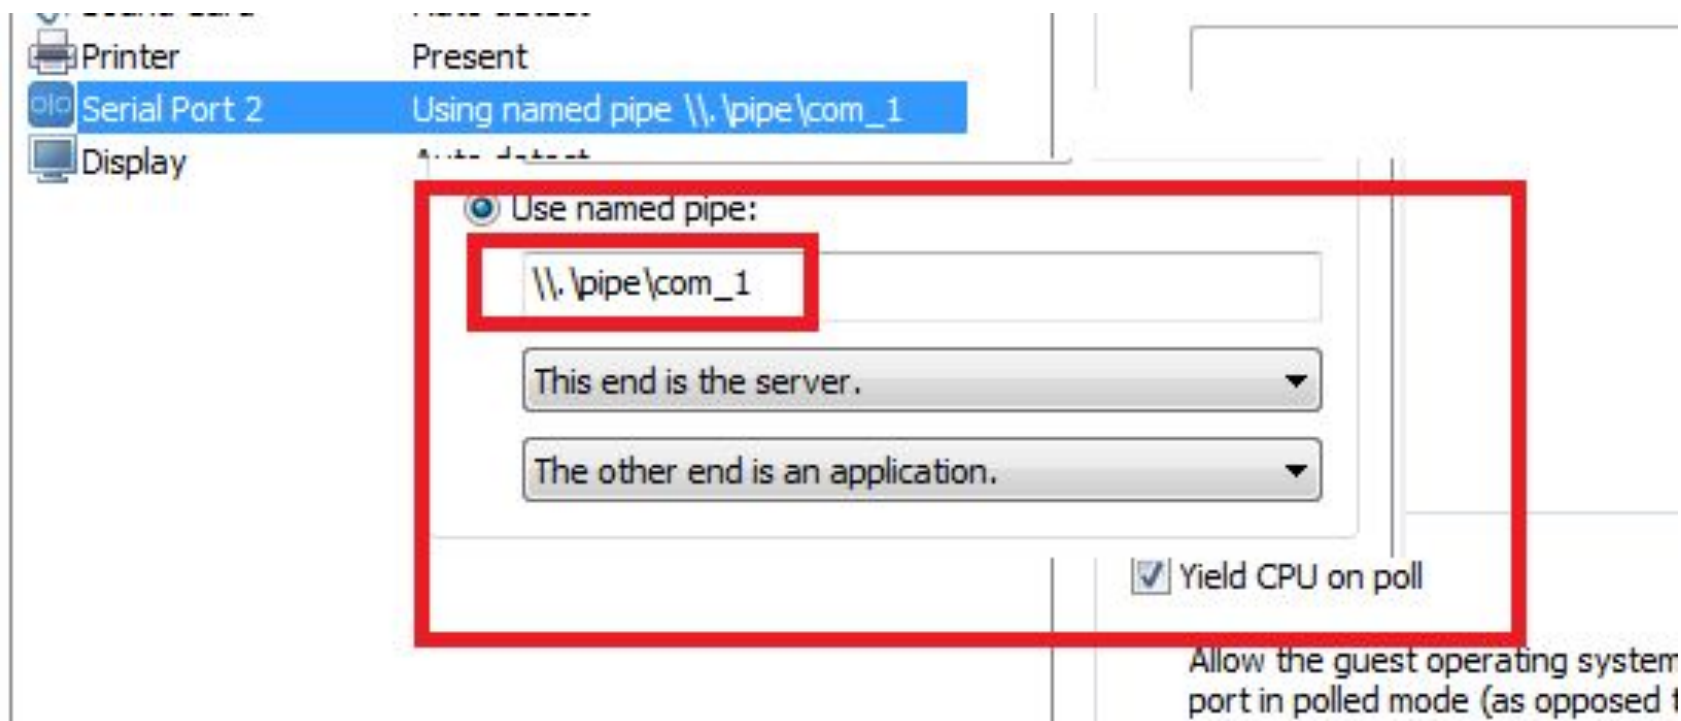 Printer Present
Serial Port 2 Using named pipe \\.\pipe\com_1
Display Auto detect
Use named pipe:
\\.\pipe\com_1
This end is the server.
The other end is an application.
Yield CPU on poll
Allow the guest operating system
port in polled mode (as opposed